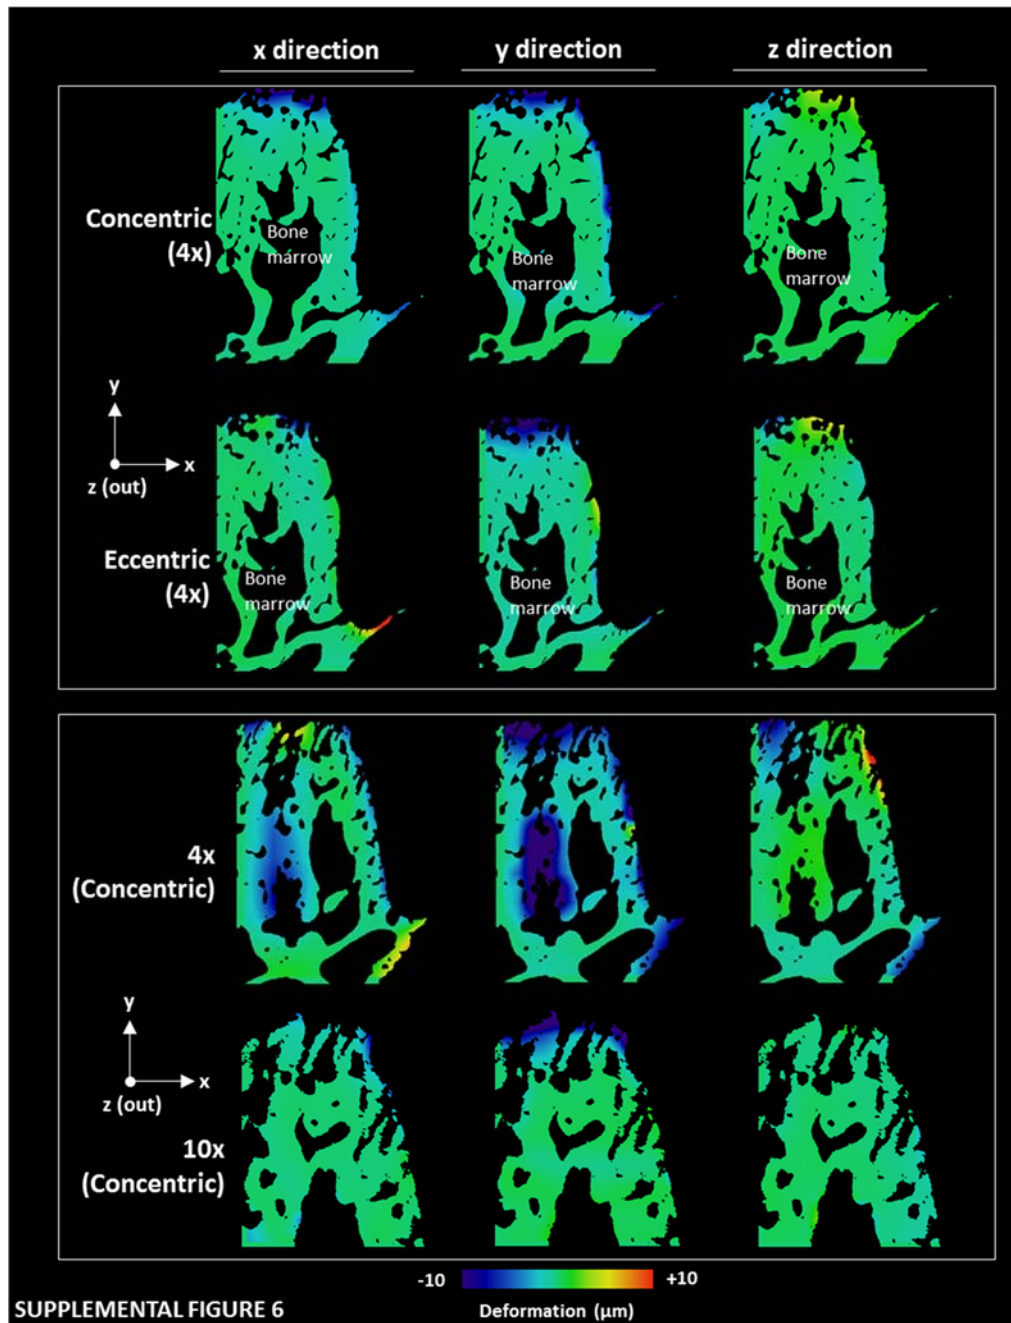 x direction
y direction
z direction
Concentric
(4x)
Bone
marrow
Bone
marrow
Bone
marrow
y
x
z (out)
Eccentric
(4x)
Bone
marrow
Bone
marrow
Bone
marrow
4x
(Concentric)
y
x
z (out)
10x
(Concentric)
-10
+10
Deformation (μm)
SUPPLEMENTAL FIGURE 6